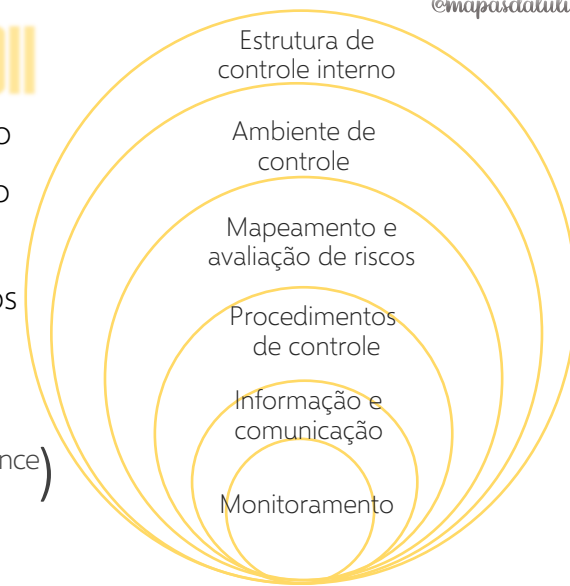 @mapasdalulu
Estrutura de
controle interno
Ambiente de
controle
Mapeamento e
avaliação de riscos
Procedimentos
de controle
Informação e
comunicação
)
Monitoramento